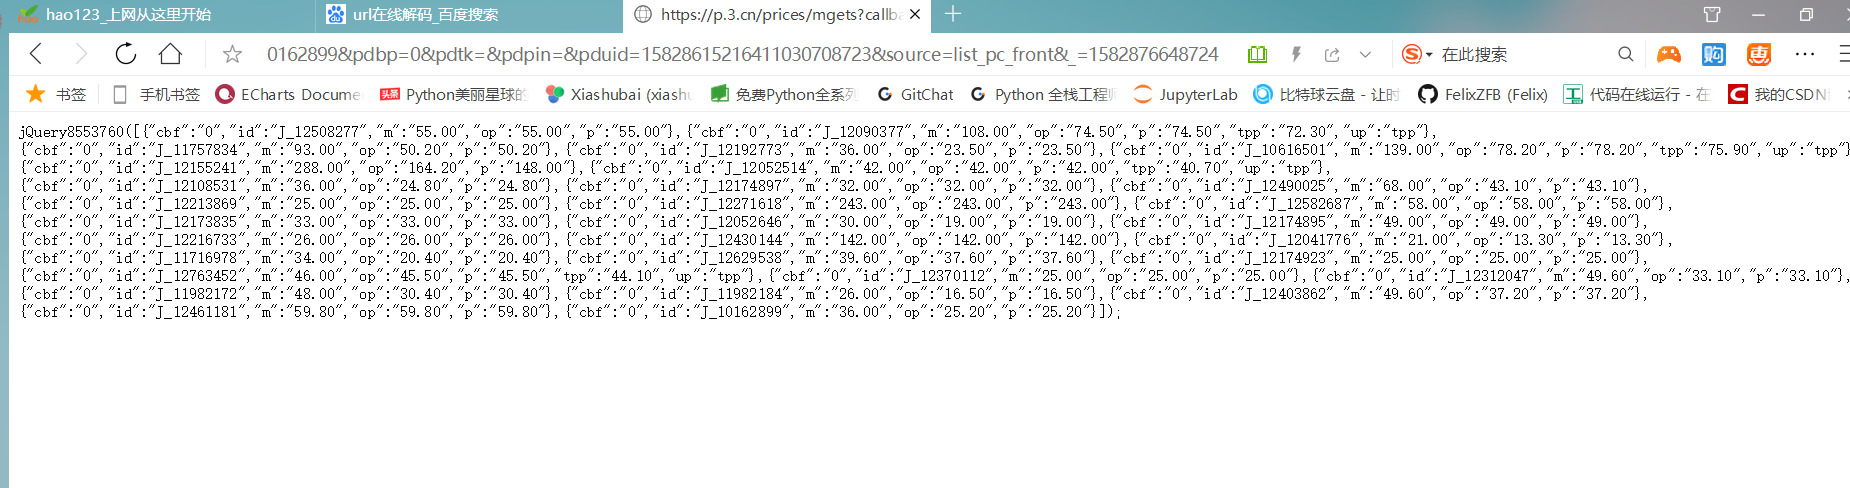 hao123_上网从这里开始
url在线解码_百度搜索
https://p.3.cn/prices/mgets?callba
0162899&pdbp=0&pdtk=&pdpin=&pduid=15828615216411030708723&source=list_pc_front&_=1582876648724
在此搜索
购
惠
书签
手机书签
ECharts Docume
头条
Python美丽星球的
Xiashubai (xiashu
免费Python全系列
GitChat
Python 全栈工程师
JupyterLab
比特球云盘 - 让时
FelixZFB (Felix)
代码在线运行 - 在
我的CSDN
jQuery8553760([{"cbf":"0","id":"J_12508277","m":"55.00","op":"55.00","p":"55.00"},{"cbf":"0","id":"J_12090377","m":"108.00","op":"74.50","p":"74.50","tpp":"72.30","up":"tpp"},
{"cbf":"0","id":"J_11757834","m":"93.00","op":"50.20","p":"50.20"},{"cbf":"0","id":"J_12192773","m":"36.00","op":"23.50","p":"23.50"},{"cbf":"0","id":"J_10616501","m":"139.00","op":"78.20","p":"78.20","tpp":"75.90","up":"tpp"}
{"cbf":"0","id":"J_12155241","m":"288.00","op":"164.20","p":"148.00"},{"cbf":"0","id":"J_12052514","m":"42.00","op":"42.00","p":"42.00","tpp":"40.70","up":"tpp"},
{"cbf":"0","id":"J_12108531","m":"36.00","op":"24.80","p":"24.80"},{"cbf":"0","id":"J_12174897","m":"32.00","op":"32.00","p":"32.00"},{"cbf":"0","id":"J_12490025","m":"68.00","op":"43.10","p":"43.10"},
{"cbf":"0","id":"J_12213869","m":"25.00","op":"25.00","p":"25.00"},{"cbf":"0","id":"J_12271618","m":"243.00","op":"243.00","p":"243.00"},{"cbf":"0","id":"J_12582687","m":"58.00","op":"58.00","p":"58.00"},
{"cbf":"0","id":"J_12173835","m":"33.00","op":"33.00","p":"33.00"},{"cbf":"0","id":"J_12052646","m":"30.00","op":"19.00","p":"19.00"},{"cbf":"0","id":"J_12174895","m":"49.00","op":"49.00","p":"49.00"},
{"cbf":"0","id":"J_12216733","m":"26.00","op":"26.00","p":"26.00"},{"cbf":"0","id":"J_12430144","m":"142.00","op":"142.00","p":"142.00"},{"cbf":"0","id":"J_12041776","m":"21.00","op":"13.30","p":"13.30"},
{"cbf":"0","id":"J_11716978","m":"34.00","op":"20.40","p":"20.40"},{"cbf":"0","id":"J_12629538","m":"39.60","op":"37.60","p":"37.60"},{"cbf":"0","id":"J_12174923","m":"25.00","op":"25.00","p":"25.00"},
{"cbf":"0","id":"J_12763452","m":"46.00","op":"45.50","p":"45.50","tpp":"44.10","up":"tpp"},{"cbf":"0","id":"J_12370112","m":"25.00","op":"25.00","p":"25.00"},{"cbf":"0","id":"J_12312047","m":"49.60","op":"33.10","p":"33.10"},
{"cbf":"0","id":"J_11982172","m":"48.00","op":"30.40","p":"30.40"},{"cbf":"0","id":"J_11982184","m":"26.00","op":"16.50","p":"16.50"},{"cbf":"0","id":"J_12403862","m":"49.60","op":"37.20","p":"37.20"},
{"cbf":"0","id":"J_12461181","m":"59.80","op":"59.80","p":"59.80"},{"cbf":"0","id":"J_10162899","m":"36.00","op":"25.20","p":"25.20"}]);